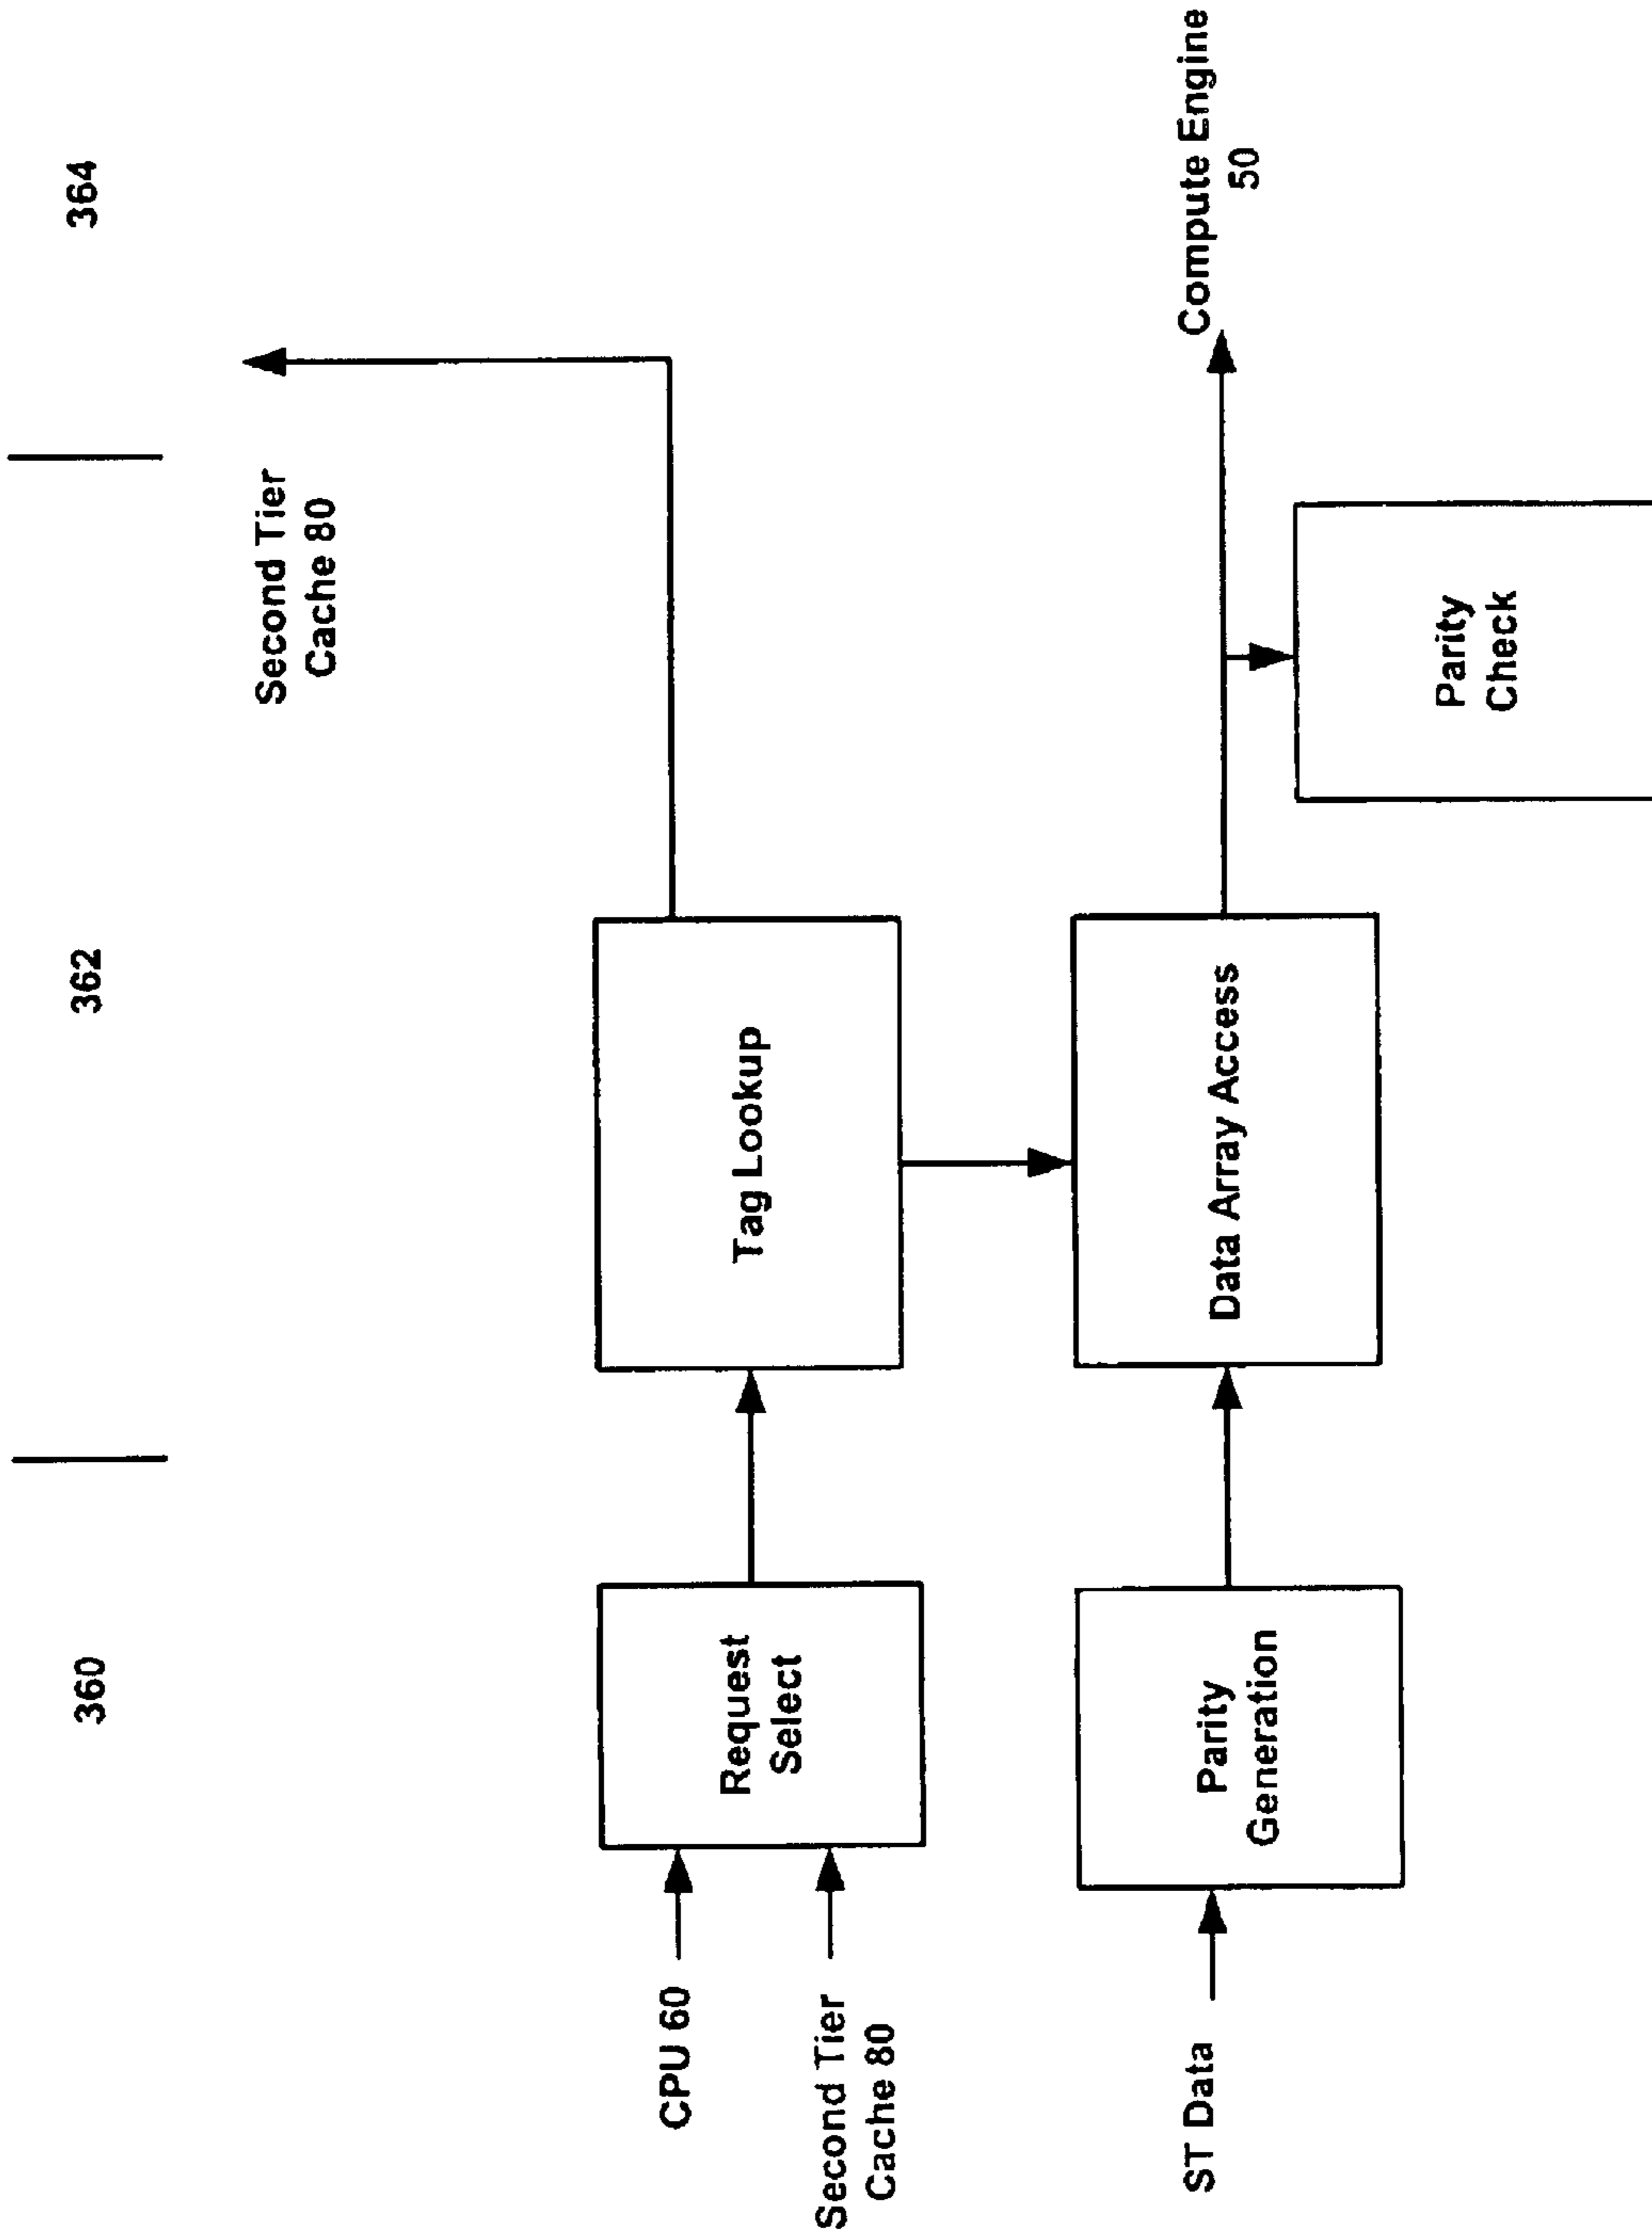 360
362
364
Second Tier
Cache 80
CPU 60
Second Tier
Cache 80
Request
Select
Tag Lookup
ST Data
Parity
Generation
Data Array Access
Compute Engine
50
Parity
Check